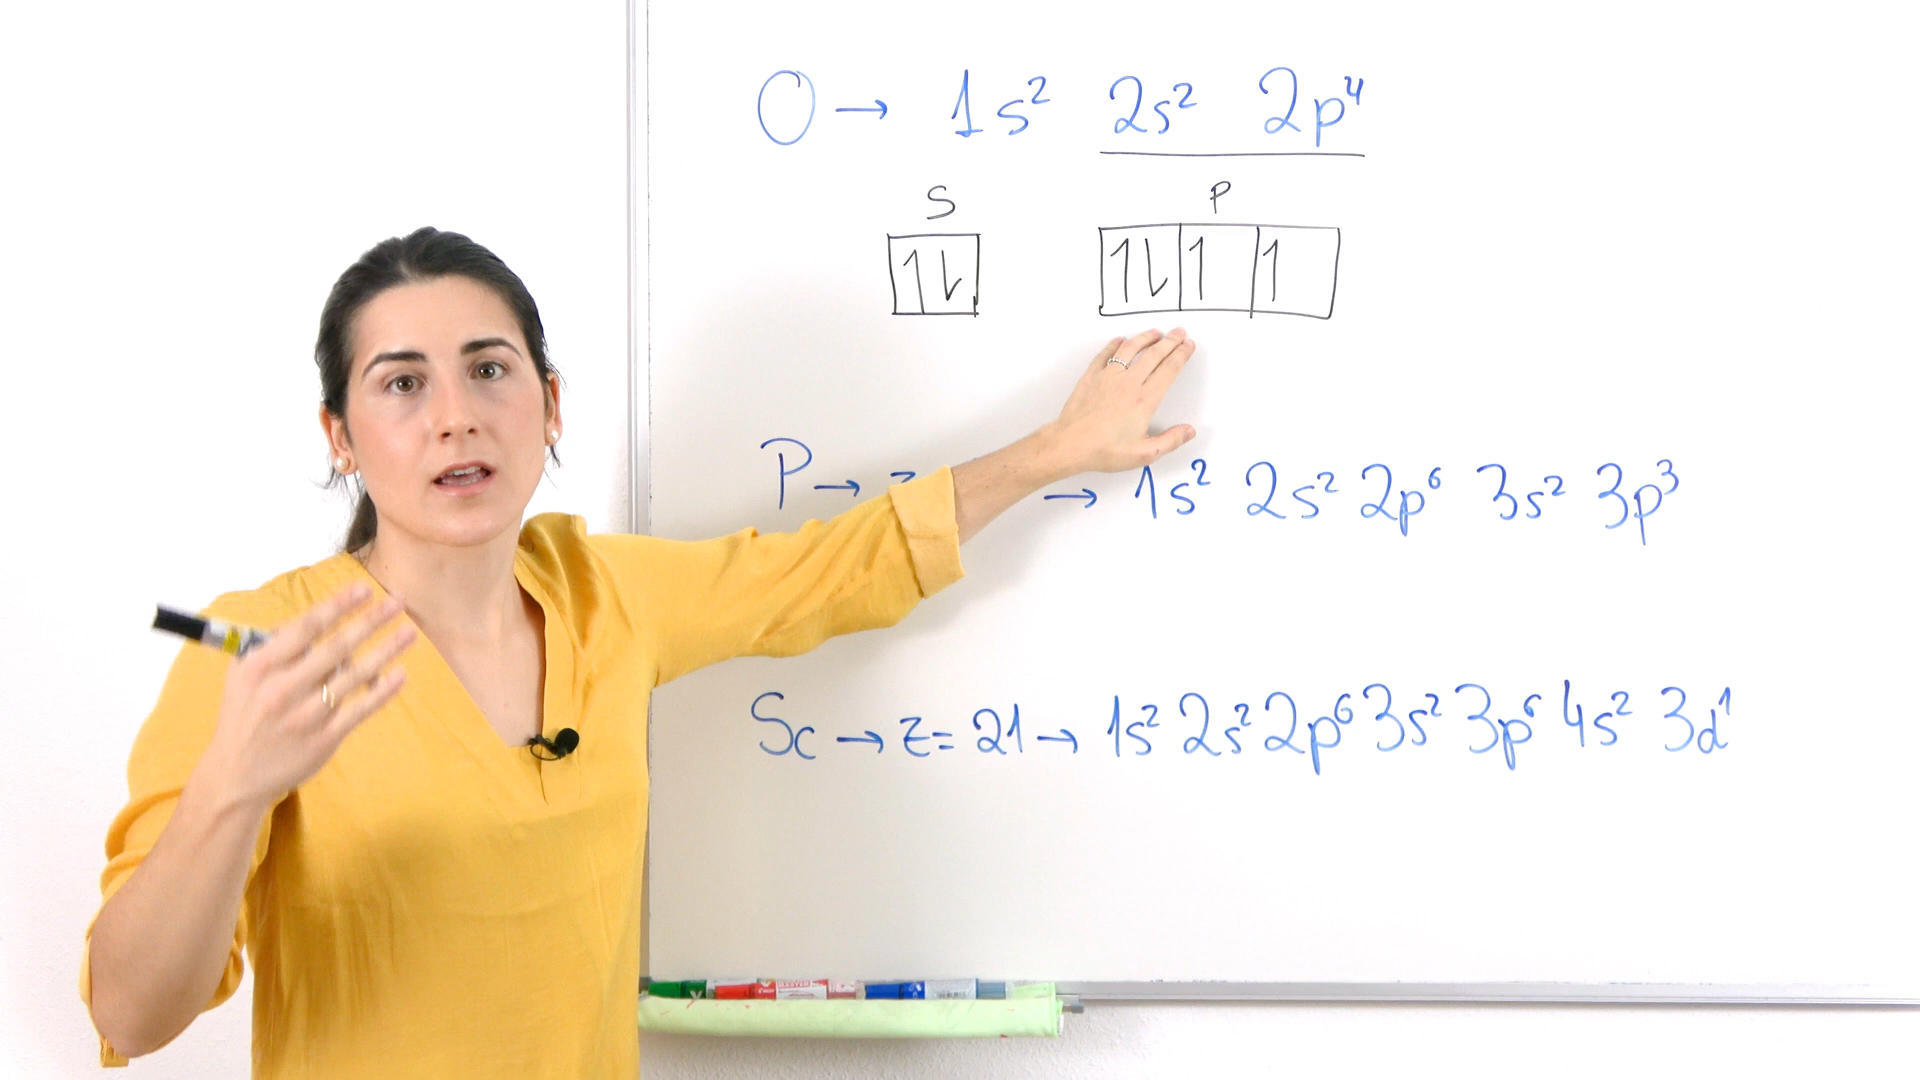 O → 1s² 2s² 2p⁴
S P
↑↓ ↑↓ ↑ ↑
P → z → 1s² 2s² 2p⁶ 3s² 3p³
Sc → z = 21 → 1s² 2s² 2p⁶ 3s² 3p⁶ 4s² 3d¹